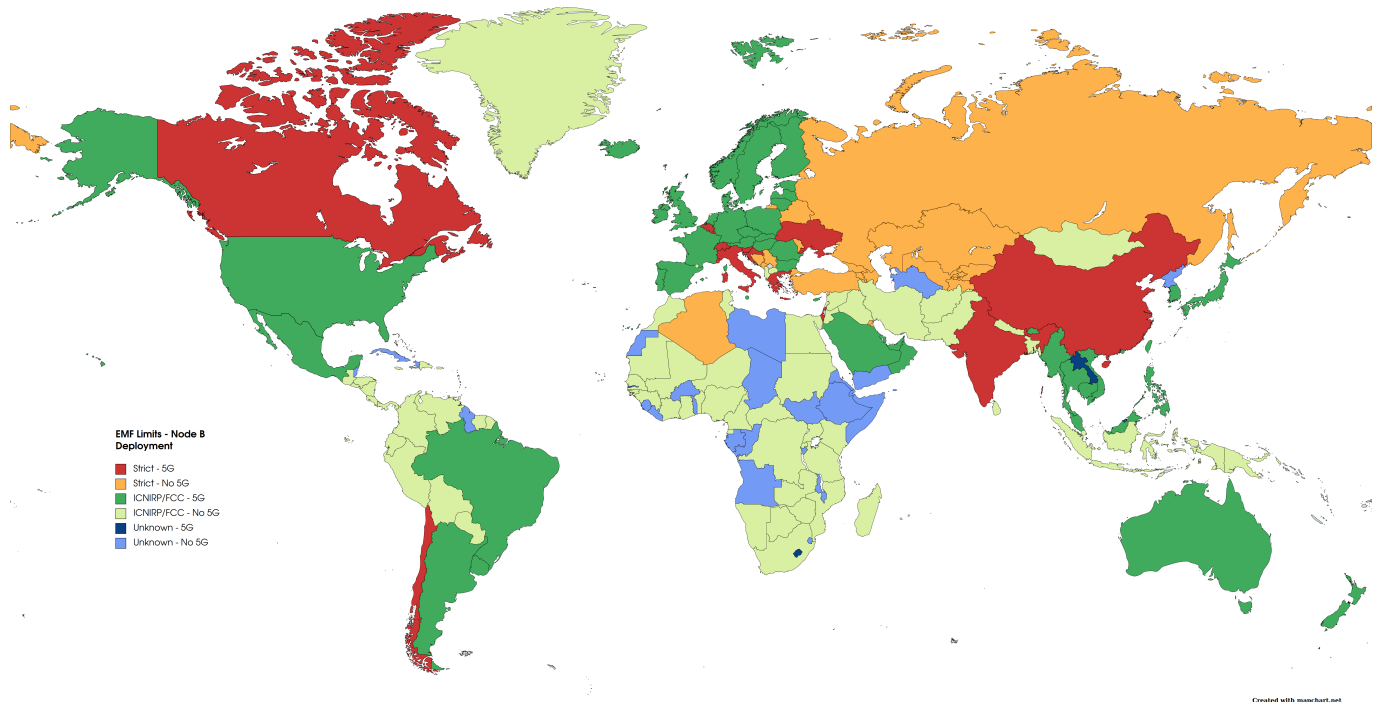 EMF Limits - Node B
Deployment
Strict - 5G
Strict - No 5G
ICNIRP/FCC - 5G
ICNIRP/FCC - No 5G
Unknown - 5G
Unknown - No 5G
Created with mapchart.net